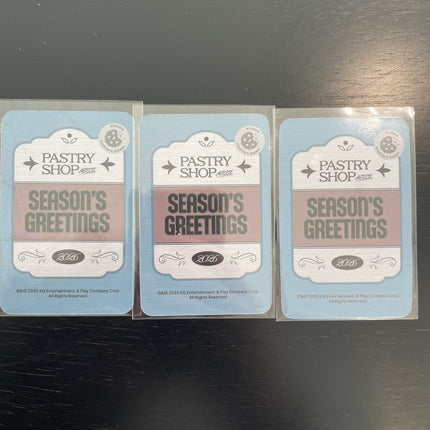 PASTRY
SHOP
SEASON'S
GREETINGS
2026
©&℗ 2025 KQ Entertainment. & Play Company Corp.
All Rights Reserved.
PASTRY
SHOP
SEASON'S
GREETINGS
2026
©&℗ 2025 KQ Entertainment. & Play Company Corp.
All Rights Reserved.
PASTRY
SHOP
SEASON'S
GREETINGS
2026
©&℗ 2025 KQ Entertainment. & Play Company Corp.
All Rights Reserved.